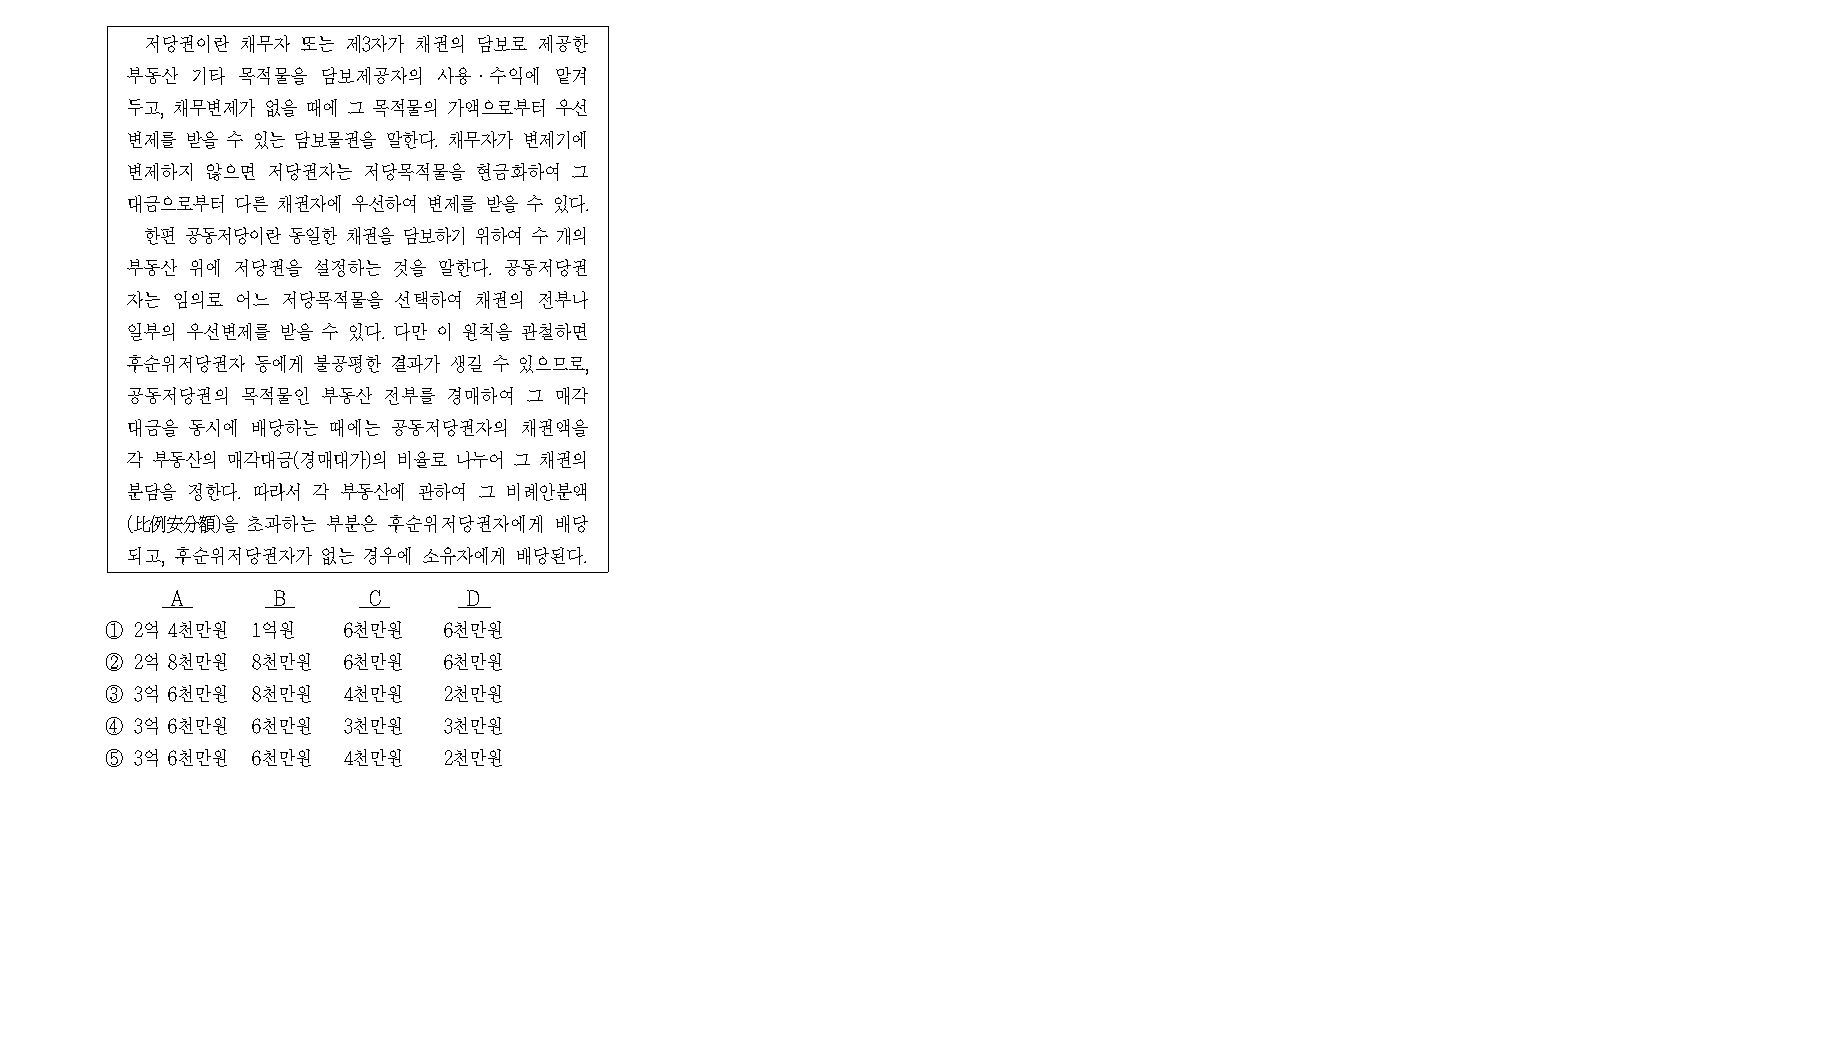 저당권이란 채무자 또는 제3자가 채권의 담보로 제공한
부동산 기타 목적물을 담보제공자의 사용·수익에 맡겨
두고, 채무변제가 없을 때에 그 목적물의 가액으로부터 우선
변제를 받을 수 있는 담보물권을 말한다. 채무자가 변제기에
변제하지 않으면 저당권자는 저당목적물을 현금화하여 그
대금으로부터 다른 채권자에 우선하여 변제를 받을 수 있다.
한편 공동저당이란 동일한 채권을 담보하기 위하여 수 개의
부동산 위에 저당권을 설정하는 것을 말한다. 공동저당권
자는 임의로 어느 저당목적물을 선택하여 채권의 전부나
일부의 우선변제를 받을 수 있다. 다만 이 원칙을 관철하면
후순위저당권자 등에게 불공평한 결과가 생길 수 있으므로,
공동저당권의 목적물인 부동산 전부를 경매하여 그 매각
대금을 동시에 배당하는 때에는 공동저당권자의 채권액을
각 부동산의 매각대금(경매대가)의 비율로 나누어 그 채권의
분담을 정한다. 따라서 각 부동산에 관하여 그 비례안분액
(比例安分額)을 초과하는 부분은 후순위저당권자에게 배당
되고, 후순위저당권자가 없는 경우에 소유자에게 배당된다.
A B C D
① 2억 4천만원 1억원 6천만원 6천만원
② 2억 8천만원 8천만원 6천만원 6천만원
③ 3억 6천만원 8천만원 4천만원 2천만원
④ 3억 6천만원 6천만원 3천만원 3천만원
⑤ 3억 6천만원 6천만원 4천만원 2천만원